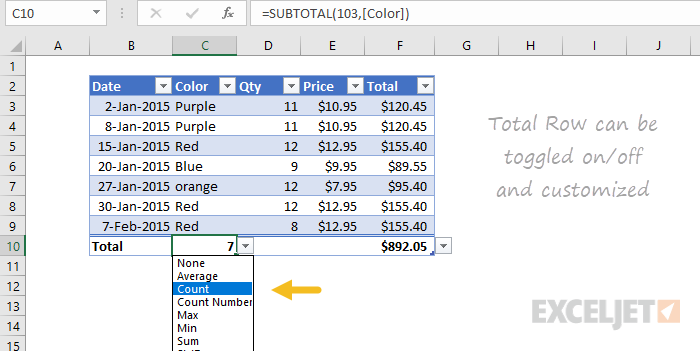 C10 fx =SUBTOTAL(103,[Color])
A B C D E F G H I J
1
2 Date Color Qty Price Total
3 2-Jan-2015 Purple 11 $10.95 $120.45
4 8-Jan-2015 Purple 11 $10.95 $120.45
5 15-Jan-2015 Red 12 $12.95 $155.40
6 20-Jan-2015 Blue 9 $9.95 $89.55
7 27-Jan-2015 orange 12 $7.95 $95.40
8 30-Jan-2015 Red 12 $12.95 $155.40
9 7-Feb-2015 Red 8 $12.95 $155.40
10 Total 7 $892.05
11
12
13
14
15
None
Average
Count
Count Number
Max
Min
Sum
Total Row can be
toggled on/off
and customized
EXCELJET